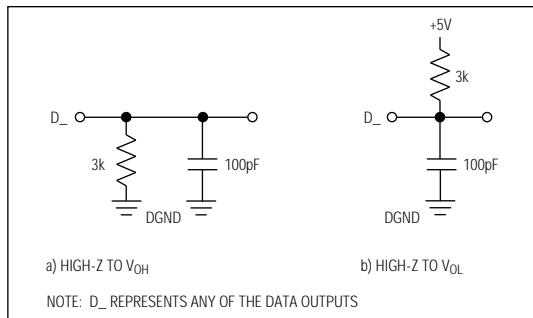 +5V
3k
D_
D_
3k
100pF
100pF
DGND
DGND
a) HIGH-Z TO VOH
b) HIGH-Z TO VOL
NOTE: D_ REPRESENTS ANY OF THE DATA OUTPUTS